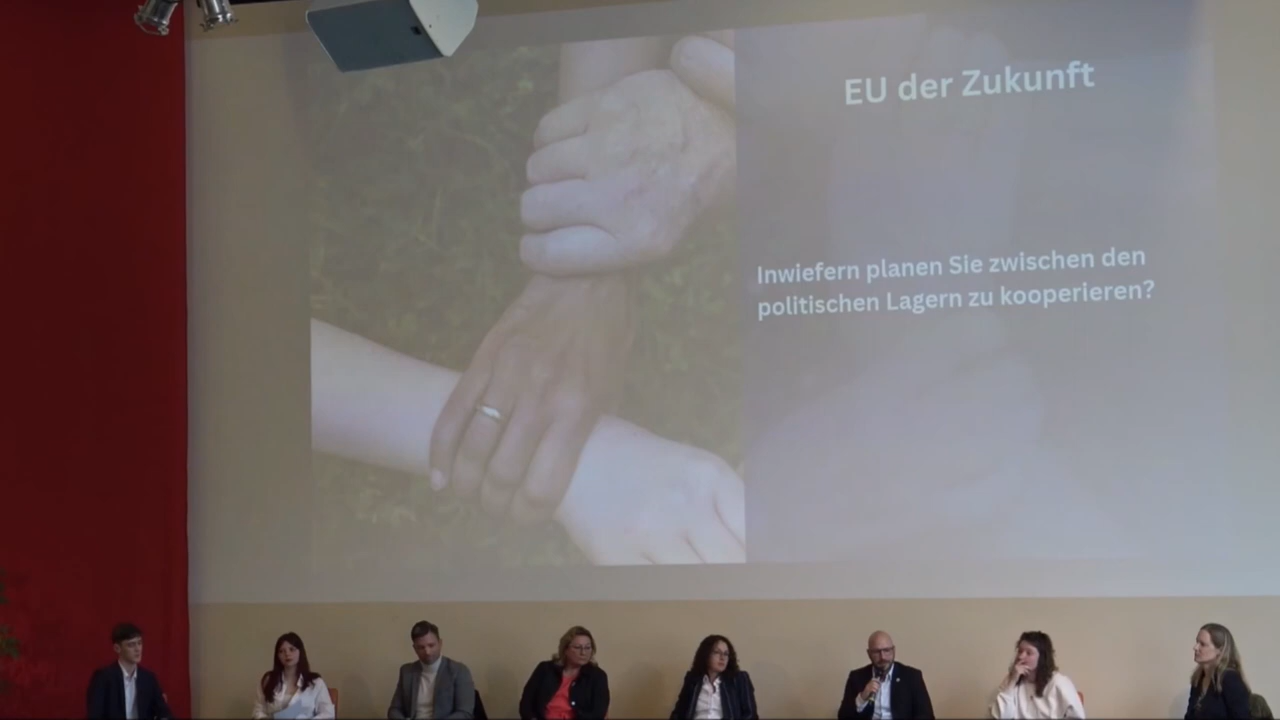 EU der Zukunft
Inwiefern planen Sie zwischen den
politischen Lagern zu kooperieren?